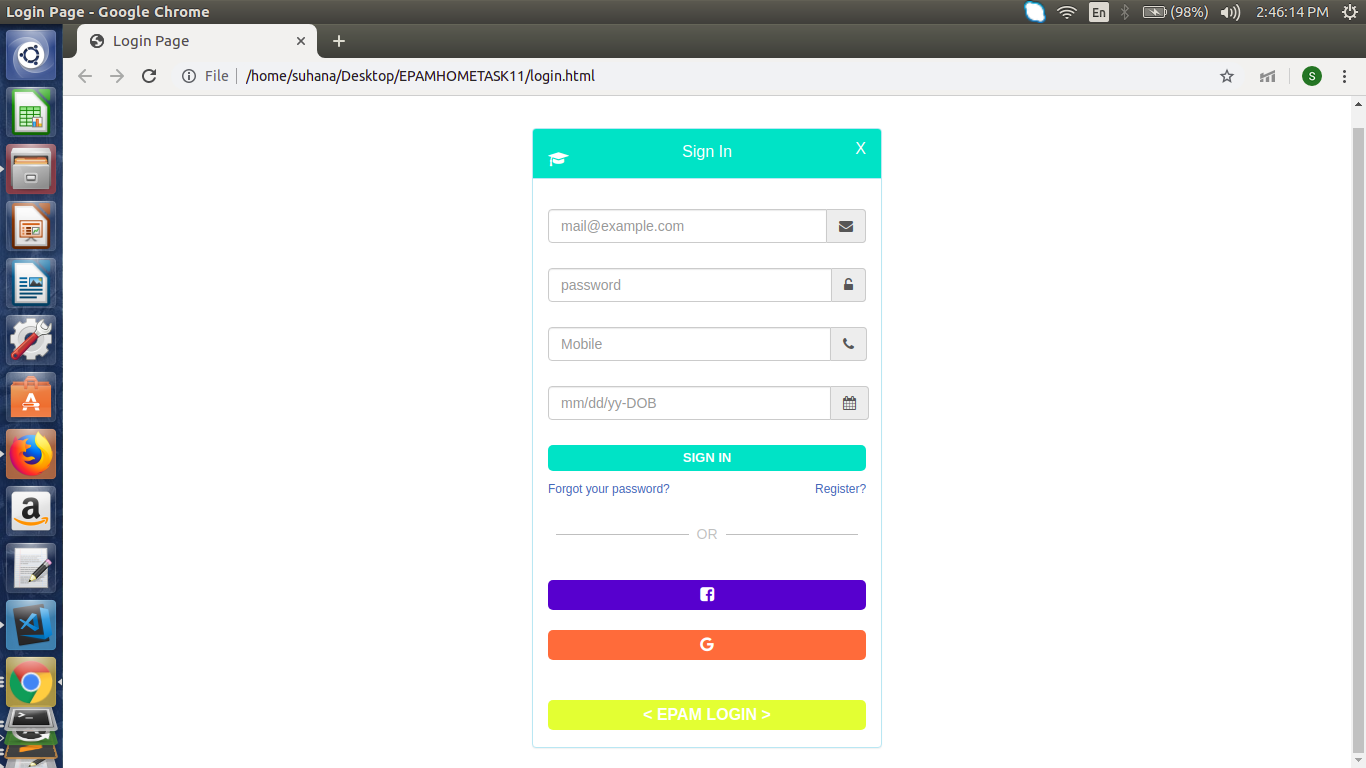 Login Page - Google Chrome
En
(98%)
2:46:14 PM
Login Page
File
/home/suhana/Desktop/EPAMHOMETASK11/login.html
S
Sign In
X
mail@example.com
password
Mobile
mm/dd/yy-DOB
SIGN IN
Forgot your password?
Register?
OR
< EPAM LOGIN >